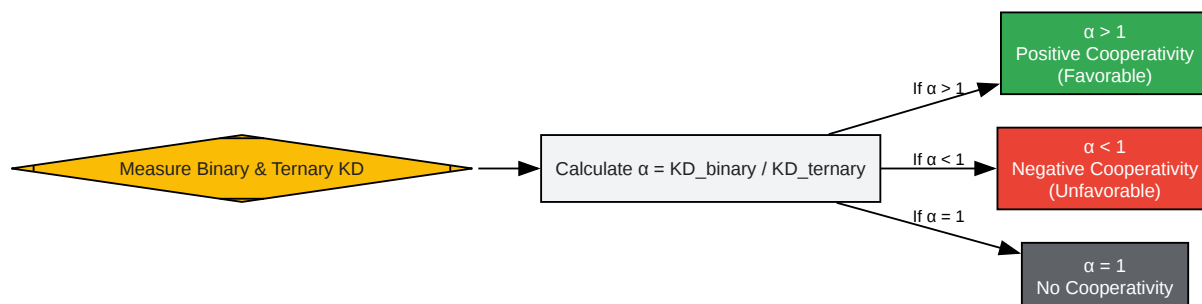 Measure Binary & Ternary KD
Calculate α = KD_binary / KD_ternary
If α > 1
α > 1
Positive Cooperativity
(Favorable)
If α < 1
α < 1
Negative Cooperativity
(Unfavorable)
If α = 1
α = 1
No Cooperativity